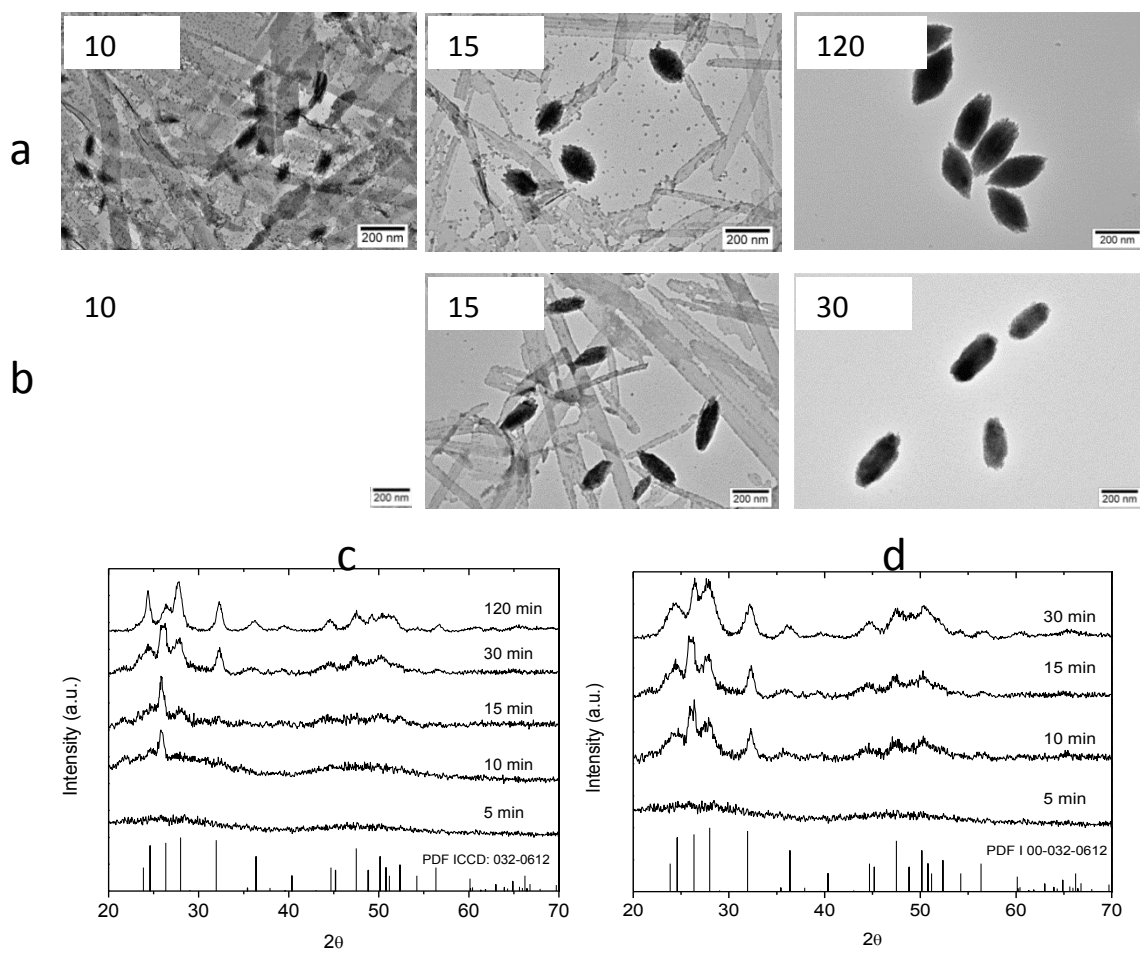 10
15
120
a
200 nm
200 nm
200 nm
10
15
30
b
200 nm
200 nm
200 nm
c
120 min
30 min
15 min
10 min
5 min
PDF ICCD: 032-0612
Intensity (a.u.)
20 30 40 50 60 70
2θ
d
30 min
15 min
10 min
5 min
PDF I 00-032-0612
Intensity (a.u.)
20 30 40 50 60 70
2θ